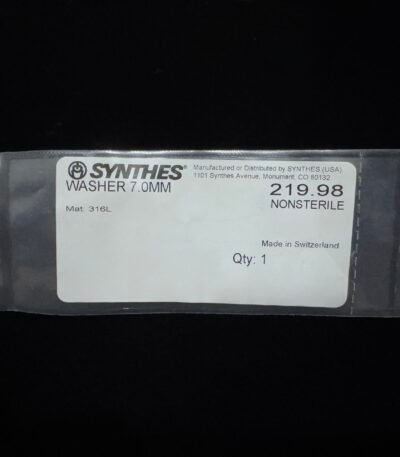 SYNTHES®
Manufactured or Distributed by SYNTHES (USA)
1101 Synthes Avenue, Monument, CO 80132
WASHER 7.0MM
219.98
NONSTERILE
Mat: 316L
Made in Switzerland
Qty: 1